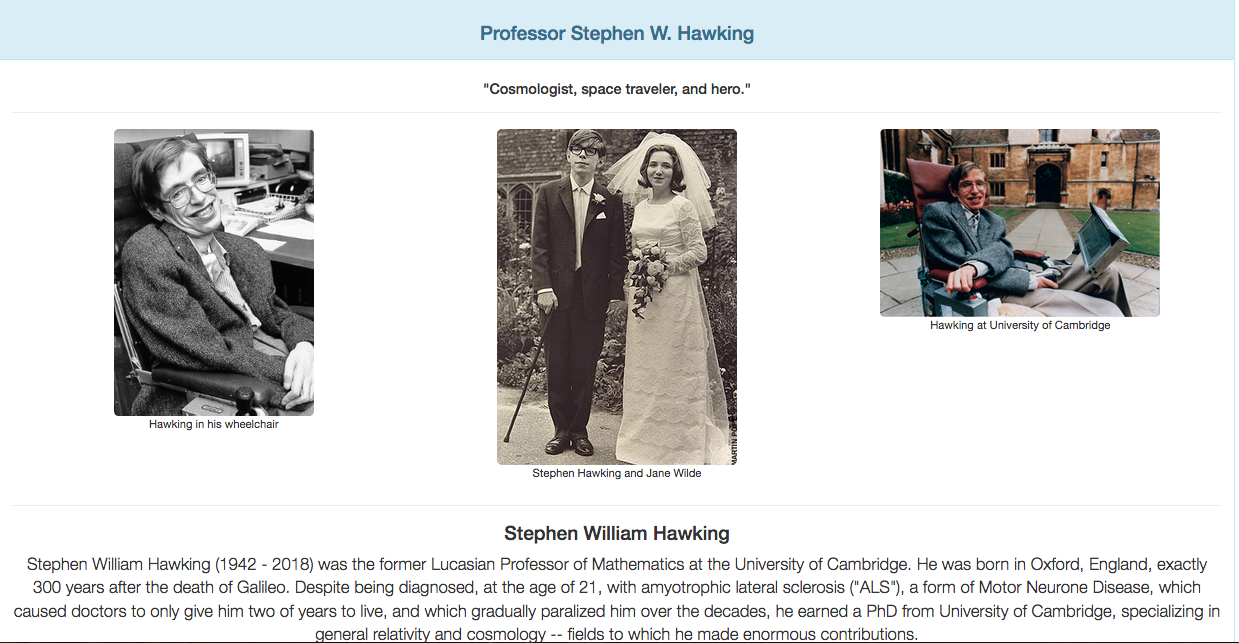 Professor Stephen W. Hawking
"Cosmologist, space traveler, and hero."
Hawking in his wheelchair
Stephen Hawking and Jane Wilde
Hawking at University of Cambridge
Stephen William Hawking
Stephen William Hawking (1942 - 2018) was the former Lucasian Professor of Mathematics at the University of Cambridge. He was born in Oxford, England, exactly
300 years after the death of Galileo. Despite being diagnosed, at the age of 21, with amyotrophic lateral sclerosis ("ALS"), a form of Motor Neurone Disease, which
caused doctors to only give him two of years to live, and which gradually paralized him over the decades, he earned a PhD from University of Cambridge, specializing in
general relativity and cosmology -- fields to which he made enormous contributions.